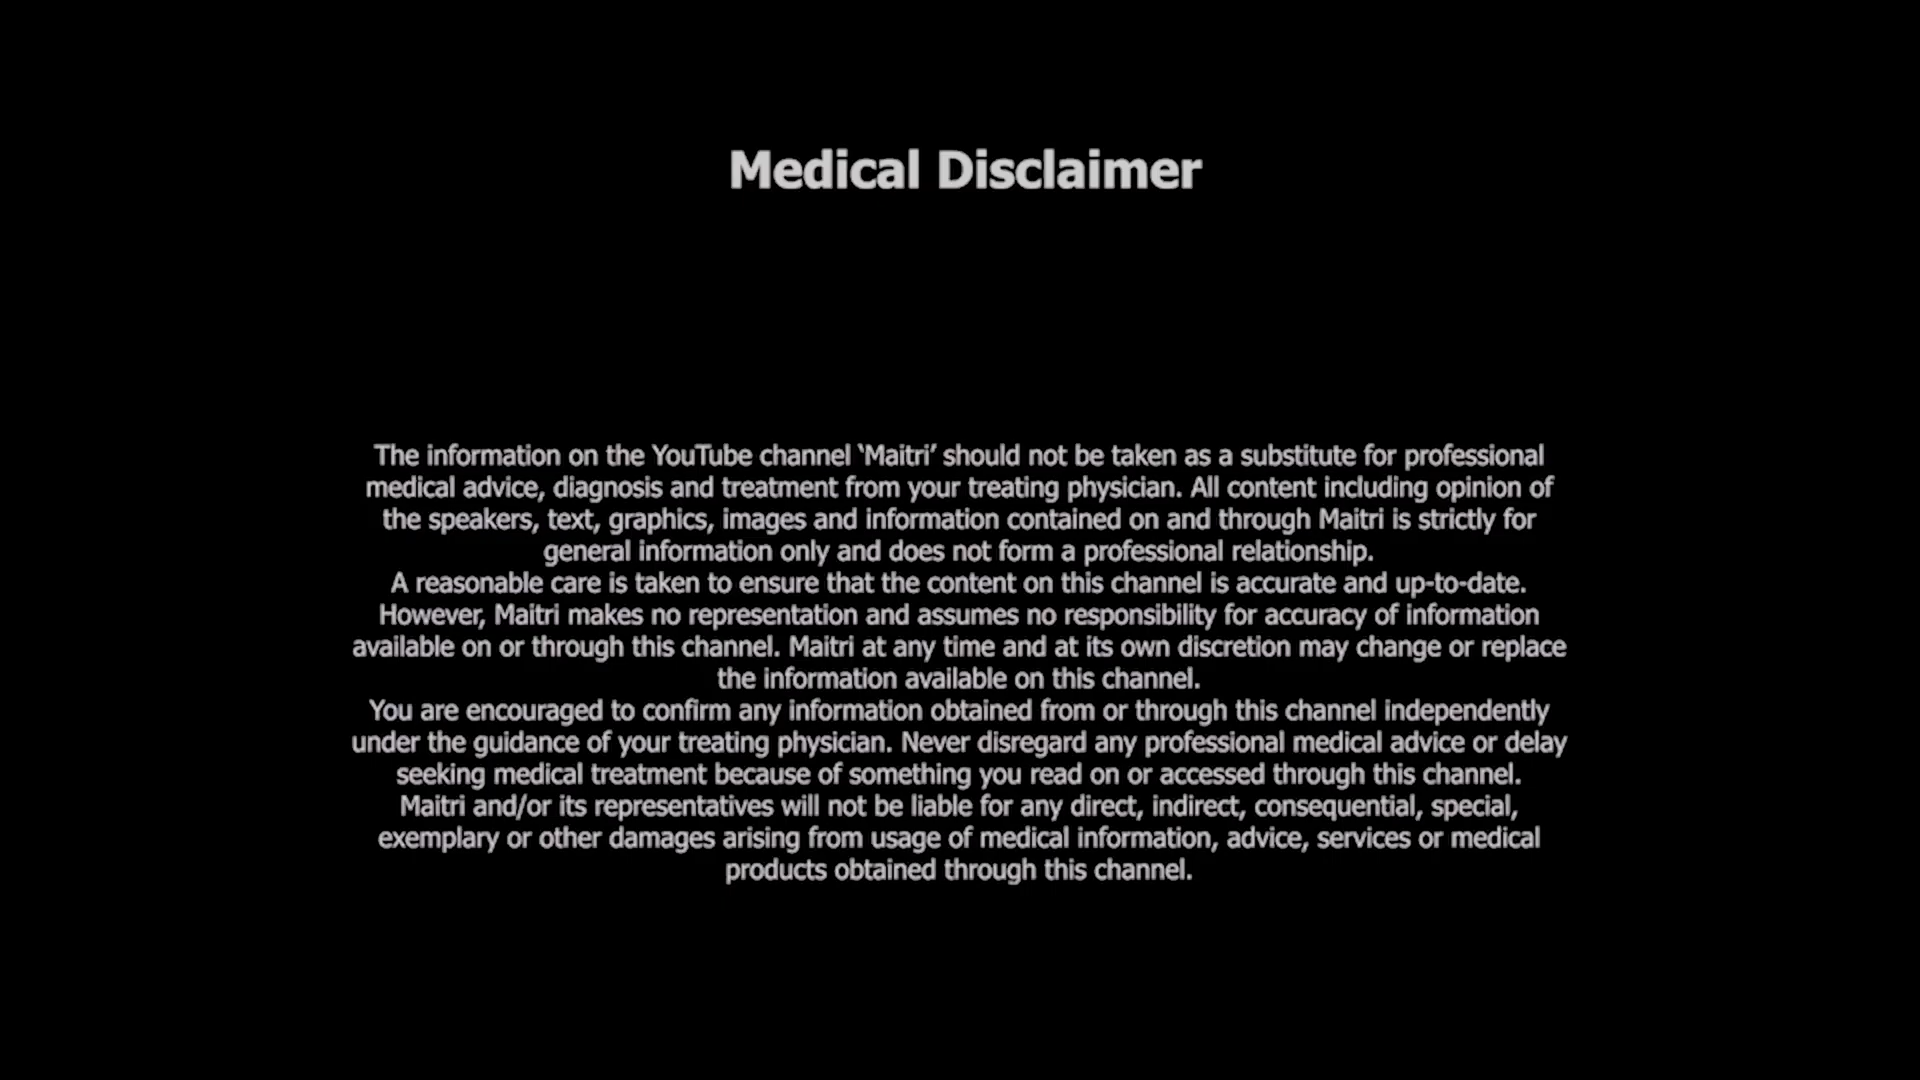 Medical Disclaimer
The information on the YouTube channel ‘Maitri’ should not be taken as a substitute for professional
medical advice, diagnosis and treatment from your treating physician. All content including opinion of
the speakers, text, graphics, images and information contained on and through Maitri is strictly for
general information only and does not form a professional relationship.
A reasonable care is taken to ensure that the content on this channel is accurate and up-to-date.
However, Maitri makes no representation and assumes no responsibility for accuracy of information
available on or through this channel. Maitri at any time and at its own discretion may change or replace
the information available on this channel.
You are encouraged to confirm any information obtained from or through this channel independently
under the guidance of your treating physician. Never disregard any professional medical advice or delay
seeking medical treatment because of something you read on or accessed through this channel.
Maitri and/or its representatives will not be liable for any direct, indirect, consequential, special,
exemplary or other damages arising from usage of medical information, advice, services or medical
products obtained through this channel.